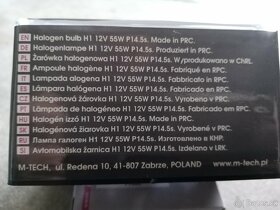 EN Halogen bulb H1 12V 55W P14.5s. Made in PRC.
DE Halogenlampe H1 12V 55W P14.5s. Produziert in PRC.
PL Żarówka halogenowa H1 12V 55W P14.5s. Wyprodukowano w ChRL.
FR Ampoule halogène H1 12V 55W P14.5s. Fabriqué en RPC.
IT Lampada alogena H1 12V 55W P14.5s. Fabbricato in RPC.
ES Lámpara halógena H1 12V 55W P14.5s. Fabricado en RPC.
CZ Halogenová žárovka H1 12V 55W P14.5s. Vyrobeno v PRC.
PT Lâmpada de halogéneo H1 12V 55W P14.5s. Fabricado em RPC.
HU Halogén izzó H1 12V 55W P14.5s. Made in PRC.
SK Halogénová žiarovka H1 12V 55W P14.5s. Vyrobené v PRC.
RU Лампа галоген H1 12V 55W P14.5s. Изготовлено в КНР.
SI Avtomobilska žarnica H1 12V 55W P14.5s. Izdelano v LRK.
M-TECH, ul. Redena 10, 41-807 Zabrze, POLAND www.m-tech.pl